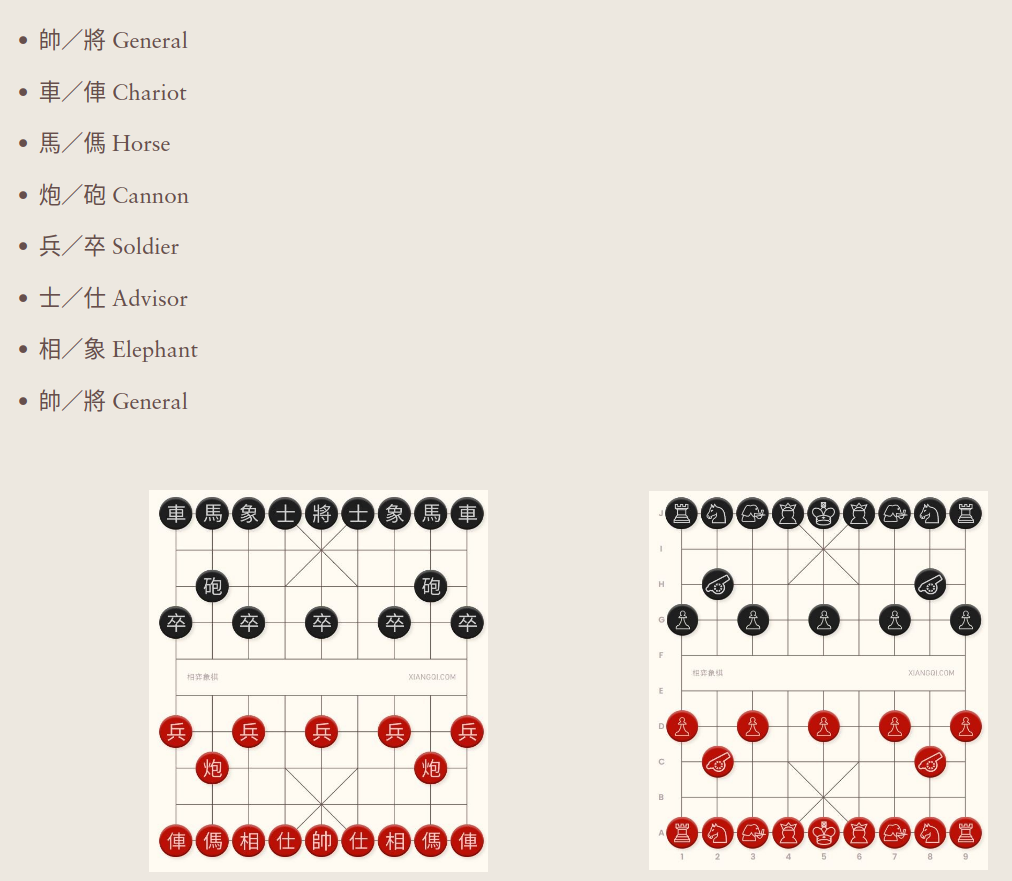 • 帥／將 General
• 車／俥 Chariot
• 馬／傌 Horse
• 炮／砲 Cannon
• 兵／卒 Soldier
• 士／仕 Advisor
• 相／象 Elephant
• 帥／將 General
車 馬 象 士 將 士 象 馬 車
砲 砲
卒 卒 卒 卒 卒
相弈象棋 XIANGQI.COM
兵 兵 兵 兵 兵
炮 炮
俥 傌 相 仕 帥 仕 相 傌 俥
J
I
H
G
F
相弈象棋 XIANGQI.COM
E
D
C
B
A
1 2 3 4 5 6 7 8 9